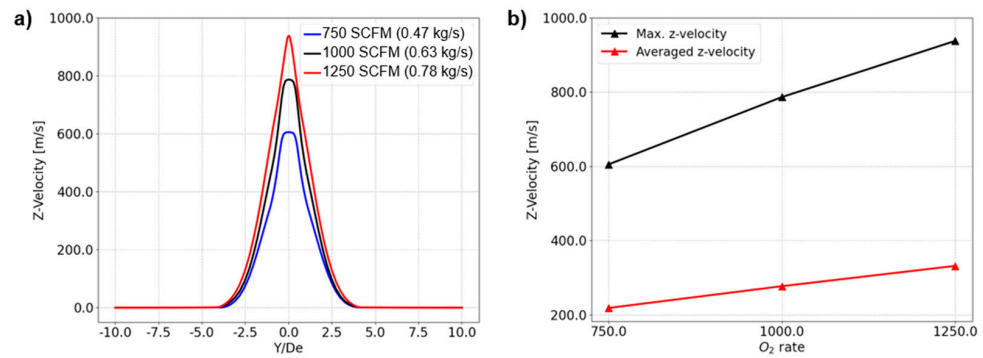 a)
1000.0
800.0
600.0
400.0
200.0
0.0
Z-Velocity [m/s]
-10.0 -7.5 -5.0 -2.5 0.0 2.5 5.0 7.5 10.0
Y/De
750 SCFM (0.47 kg/s)
1000 SCFM (0.63 kg/s)
1250 SCFM (0.78 kg/s)
b)
1000.0
800.0
600.0
400.0
200.0
Z-Velocity [m/s]
750.0 1000.0 1250.0
O₂ rate
Max. z-velocity
Averaged z-velocity